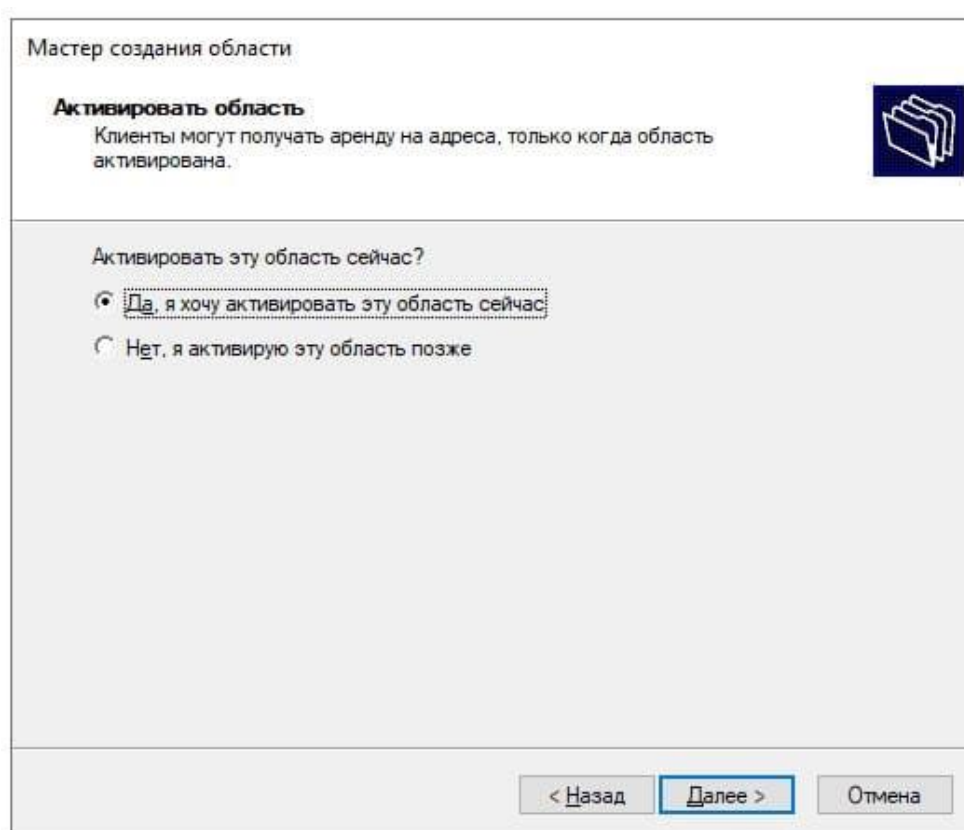 Мастер создания области
Активировать область
Клиенты могут получать аренду на адреса, только когда область
активирована.
Активировать эту область сейчас?
Да, я хочу активировать эту область сейчас
Нет, я активирую эту область позже
< Назад Далее > Отмена